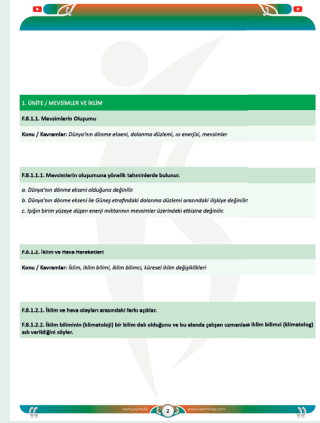 1. ÜNİTE / MEVSİMLER VE İKLİM
F.8.1.1. Mevsimlerin Oluşumu
Konu / Kavramlar: Dünya'nın dönme ekseni, dolanma düzlemi, ısı enerjisi, mevsimler
F.8.1.1.1. Mevsimlerin oluşumuna yönelik tahminlerde bulunur.
a. Dünya'nın dönme ekseni olduğuna değinilir.
b. Dünya'nın dönme ekseni ile Güneş etrafındaki dolanma düzlemi arasındaki ilişkiye değinilir.
c. Işığın birim yüzeye düşen enerji miktarının mevsimler üzerindeki etkisine değinilir.
F.8.1.2. İklim ve Hava Hareketleri
Konu / Kavramlar: İklim, iklim bilimi, iklim bilimci, küresel iklim değişiklikleri
F.8.1.2.1. İklim ve hava olayları arasındaki farkı açıklar.
F.8.1.2.2. İklim biliminin (klimatoloji) bir bilim dalı olduğunu ve bu alanda çalışan uzmanlara iklim bilimci (klimatolog)
adı verildiğini söyler.
2